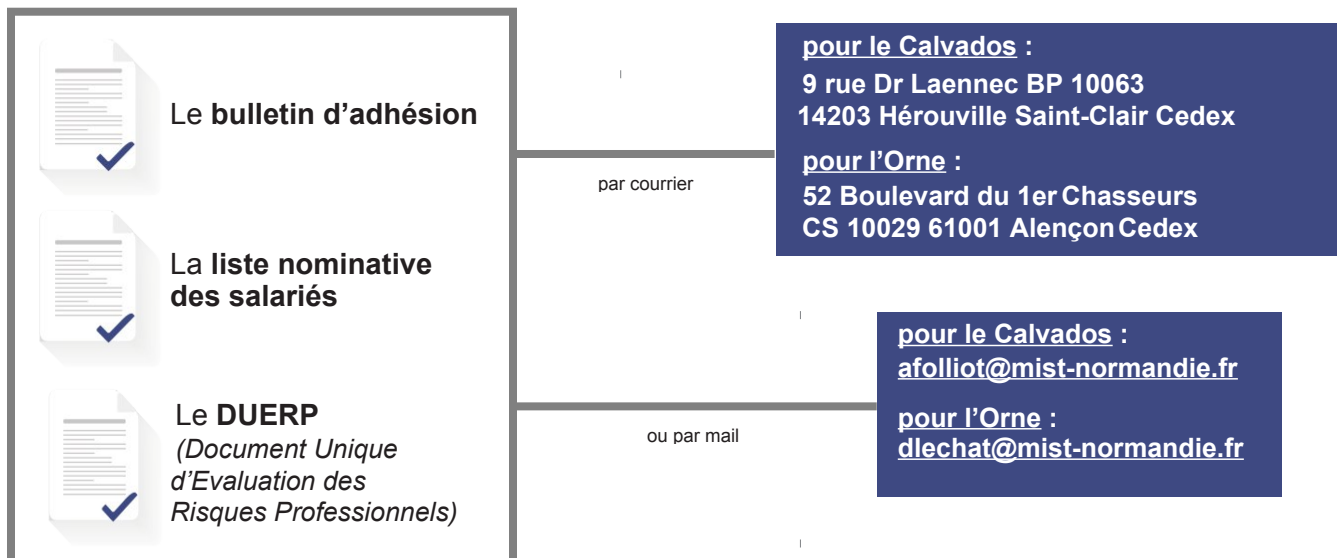 Le bulletin d’adhésion
La liste nominative
des salariés
Le DUERP
(Document Unique
d’Evaluation des
Risques Professionnels)
par courrier
pour le Calvados :
9 rue Dr Laennec BP 10063
14203 Hérouville Saint-Clair Cedex
pour l’Orne :
52 Boulevard du 1er Chasseurs
CS 10029 61001 Alençon Cedex
ou par mail
pour le Calvados :
afolliot@mist-normandie.fr
pour l’Orne :
dlechat@mist-normandie.fr